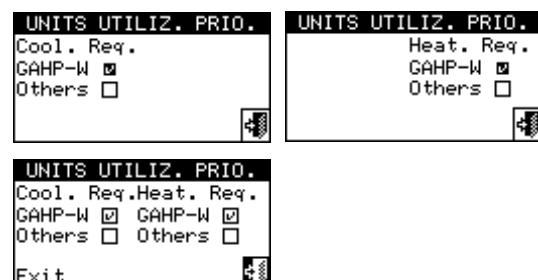 UNITS UTILIZ. PRIO.
Cool. Req.
GAHP-W
Others
UNITS UTILIZ. PRIO.
Heat. Req.
GAHP-W
Others
UNITS UTILIZ. PRIO.
Cool. Req.Heat. Req.
GAHP-W GAHP-W
Others Others
Exit